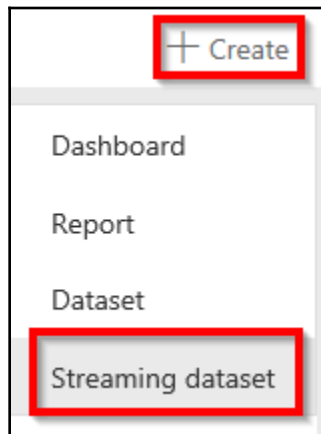 + Create
Dashboard
Report
Dataset
Streaming dataset